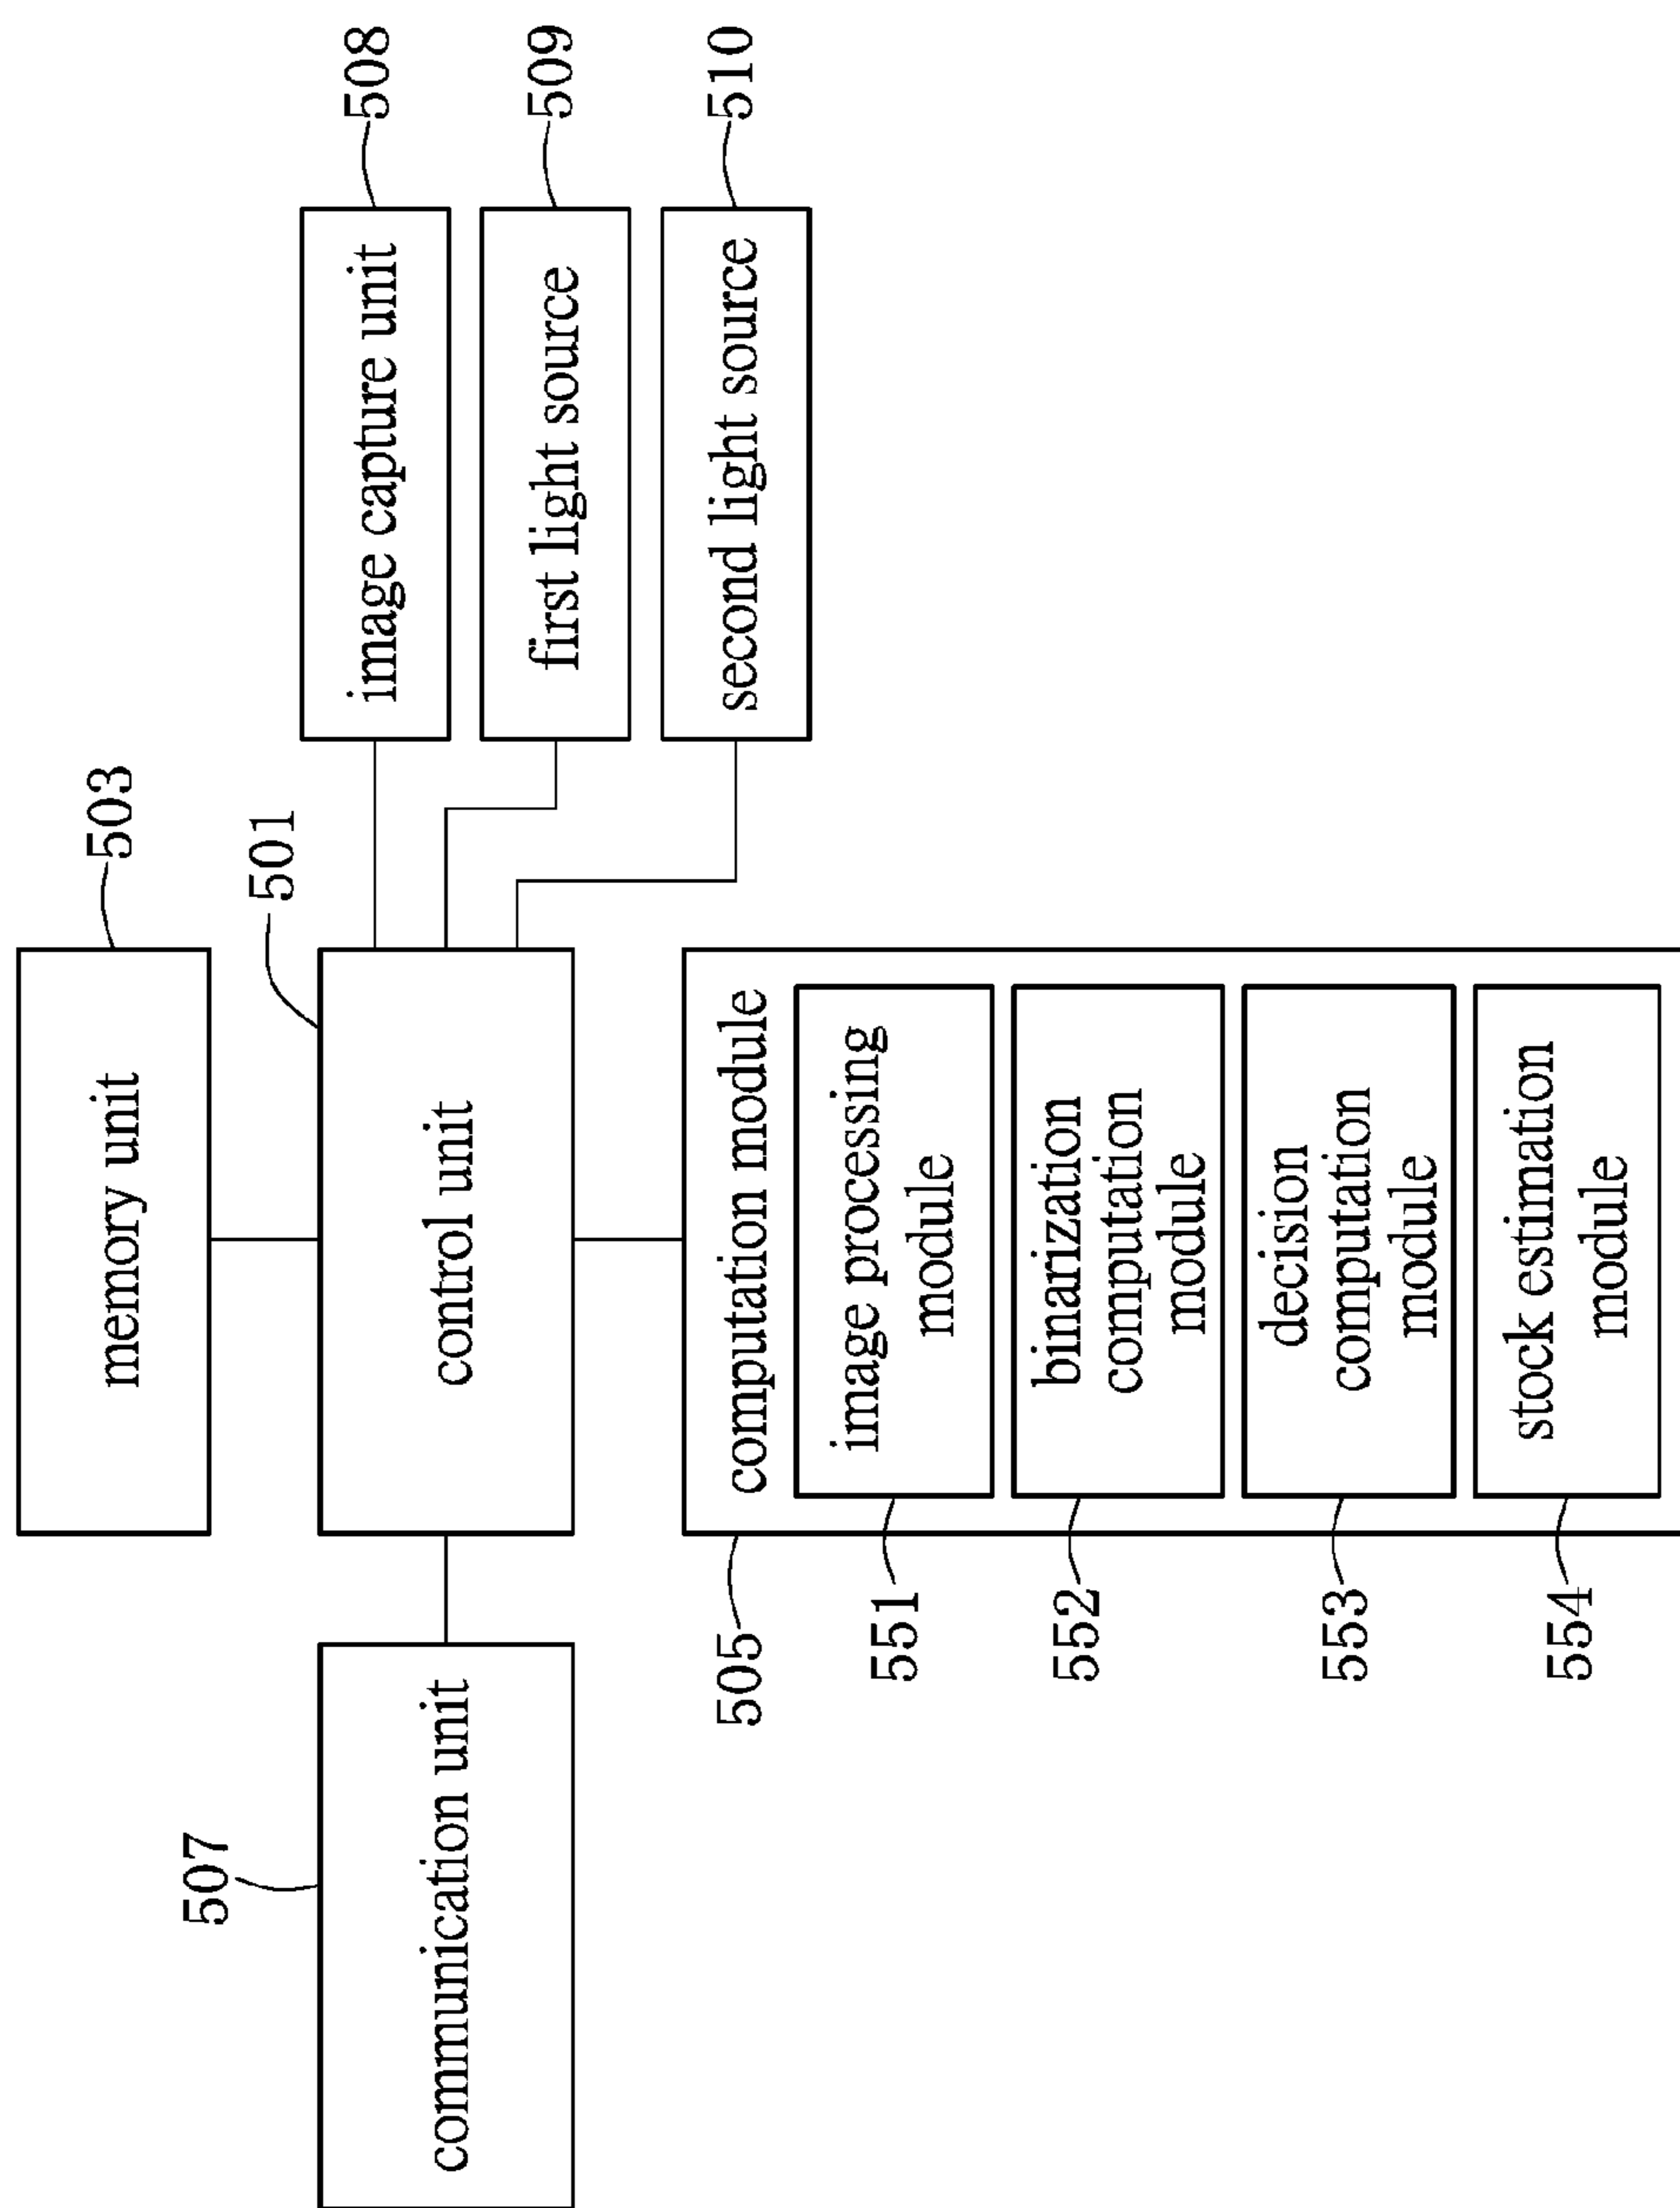 503
memory unit
501
control unit
507
communication unit
508
image capture unit
509
first light source
510
second light source
505
computation module
551
image processing
module
552
binarization
computation
module
553
decision
computation
module
554
stock estimation
module